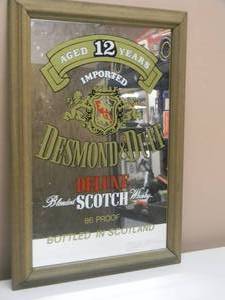 AGED 12 YEARS
IMPORTED
DESMOND & DUFF
DELUXE
Blended SCOTCH Whisky
86 PROOF
BOTTLED IN SCOTLAND